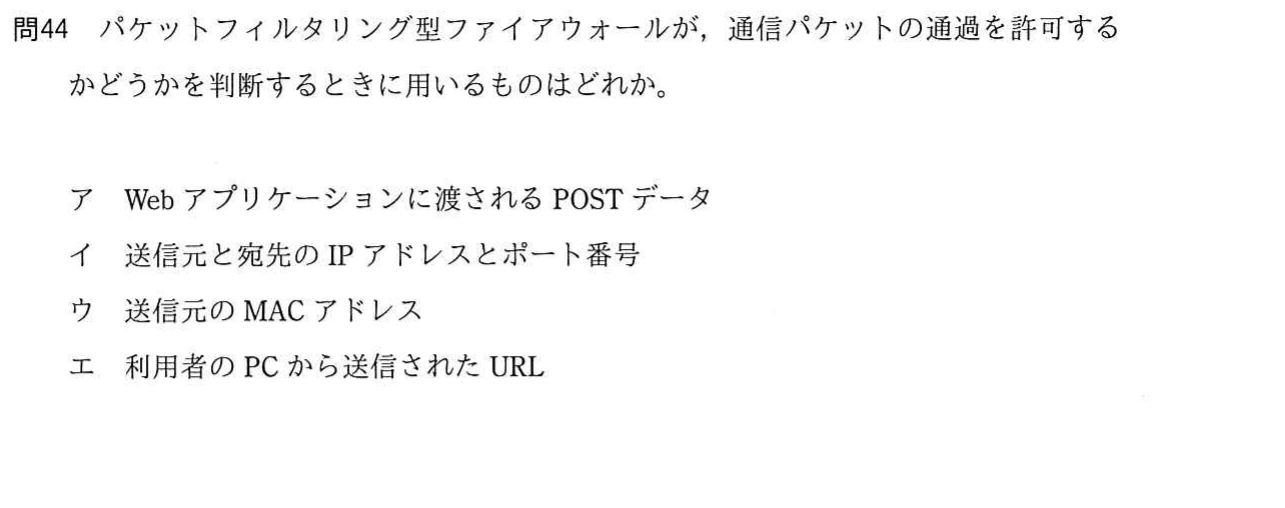 問44 パケットフィルタリング型ファイアウォールが，通信パケットの通過を許可する
かどうかを判断するときに用いるものはどれか。
ア Web アプリケーションに渡される POST データ
イ 送信元と宛先の IP アドレスとポート番号
ウ 送信元の MAC アドレス
エ 利用者の PC から送信された URL